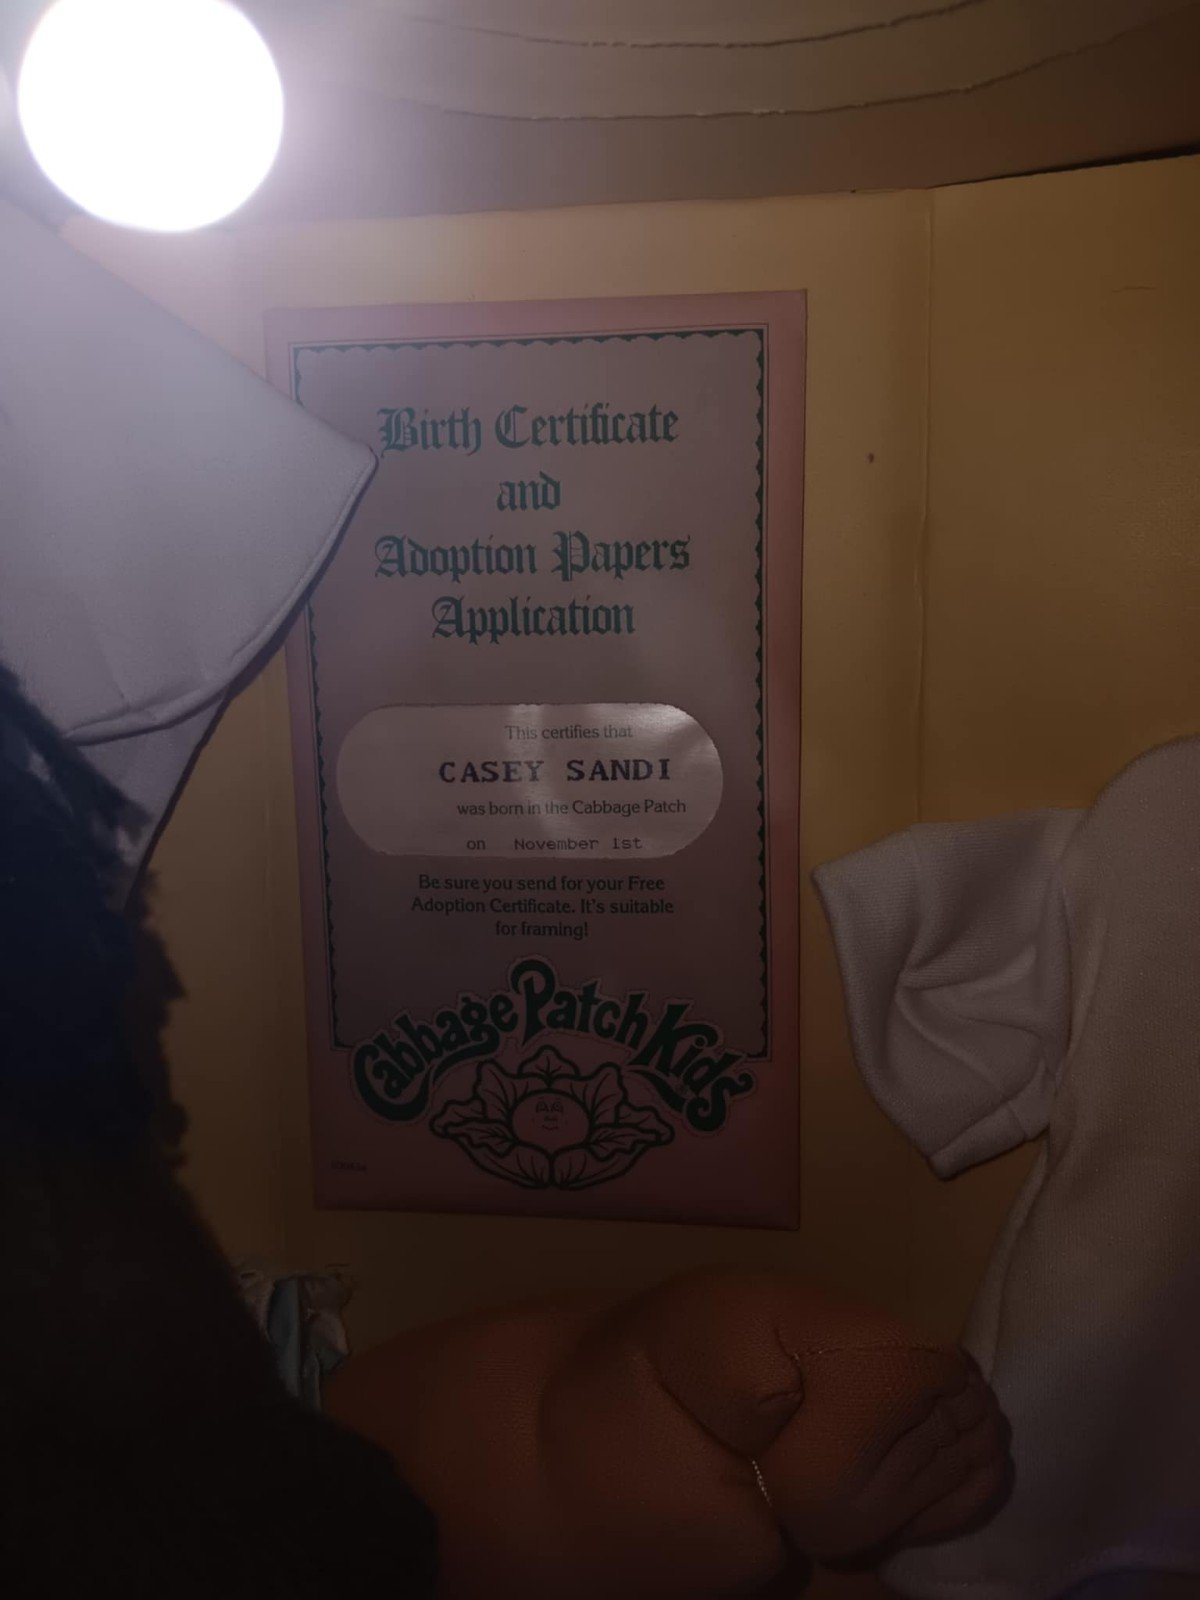 Birth Certificate
and
Adoption Papers
Application
This certifies that
CASEY SANDI
was born in the Cabbage Patch
on November 1st
Be sure you send for your Free
Adoption Certificate. It's suitable
for framing!
Cabbage Patch Kids